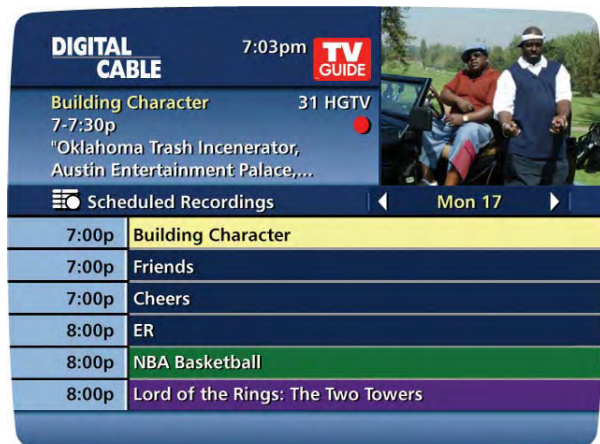 DIGITAL
CABLE
7:03pm
TV
GUIDE
Building Character 31 HGTV
7-7:30p
"Oklahoma Trash Incenerator,
Austin Entertainment Palace,...
Scheduled Recordings Mon 17
7:00p Building Character
7:00p Friends
7:00p Cheers
8:00p ER
8:00p NBA Basketball
8:00p Lord of the Rings: The Two Towers